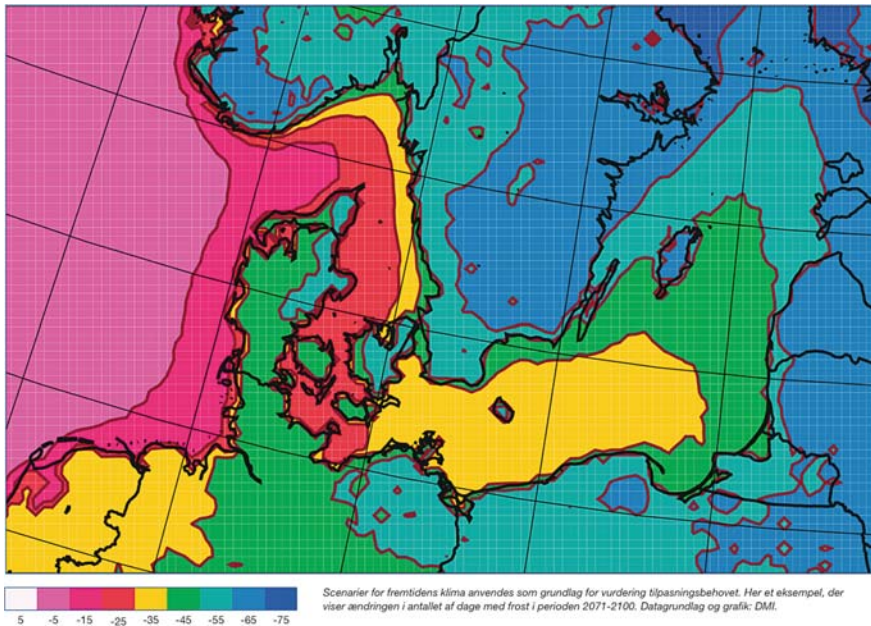 5 -5 -15 -25 -35 -45 -55 -65 -75
Scenarier for fremtidens klima anvendes som grundlag for vurdering tilpasningsbehovet. Her et eksempel, der
viser ændringen i antallet af dage med frost i perioden 2071-2100. Datagrundlag og grafik: DMI.